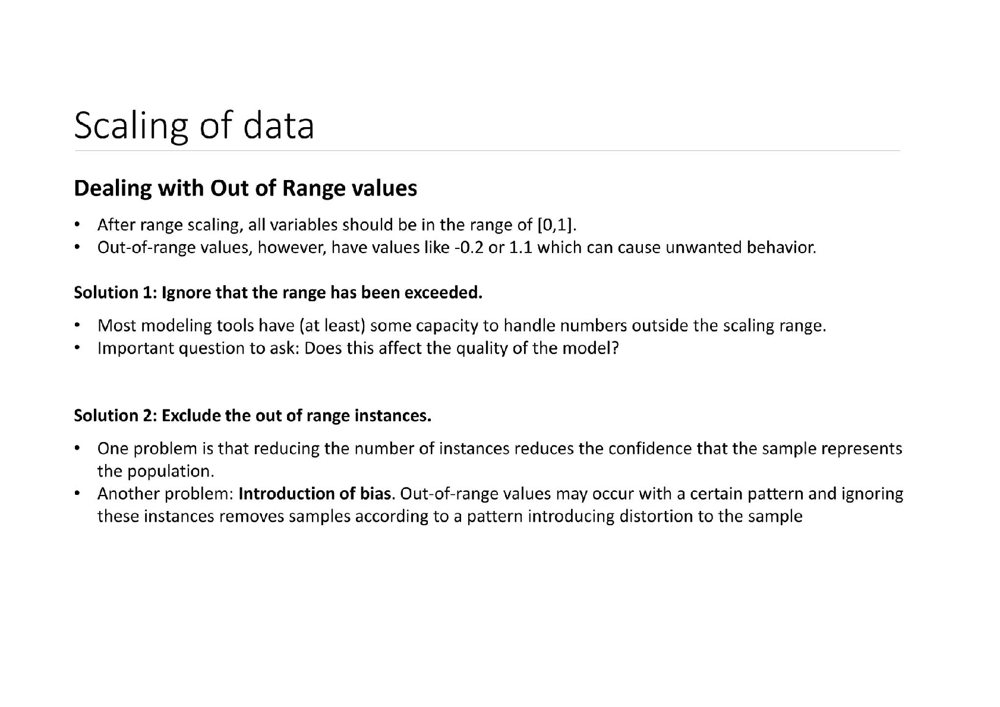 Scaling of data
Dealing with Out of Range values
• After range scaling, all variables should be in the range of [0,1].
• Out-of-range values, however, have values like -0.2 or 1.1 which can cause unwanted behavior.
Solution 1: Ignore that the range has been exceeded.
• Most modeling tools have (at least) some capacity to handle numbers outside the scaling range.
• Important question to ask: Does this affect the quality of the model?
Solution 2: Exclude the out of range instances.
• One problem is that reducing the number of instances reduces the confidence that the sample represents
the population.
• Another problem: Introduction of bias. Out-of-range values may occur with a certain pattern and ignoring
these instances removes samples according to a pattern introducing distortion to the sample